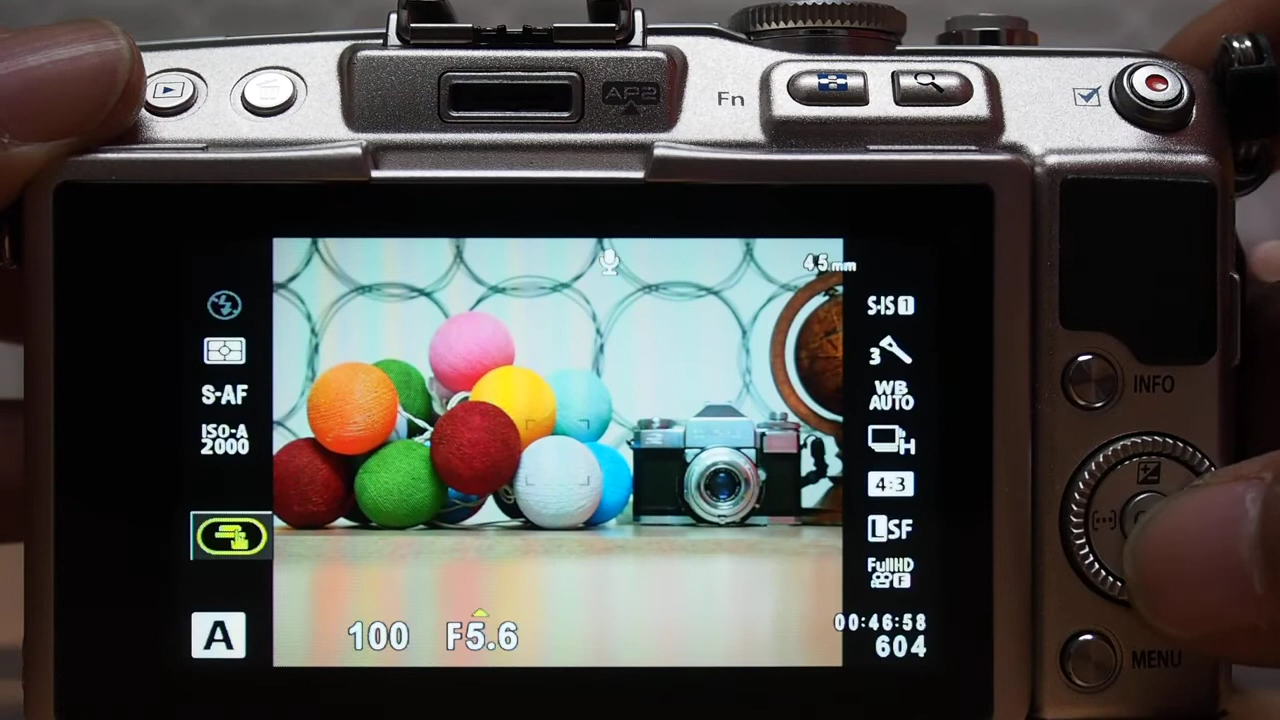 AP2
Fn
45mm
S-IS 1
3
S-AF
WB
AUTO
ISO-A
2000
H
4:3
LSF
FullHD
F
A
100 F5.6
00:46:58
604
INFO
MENU